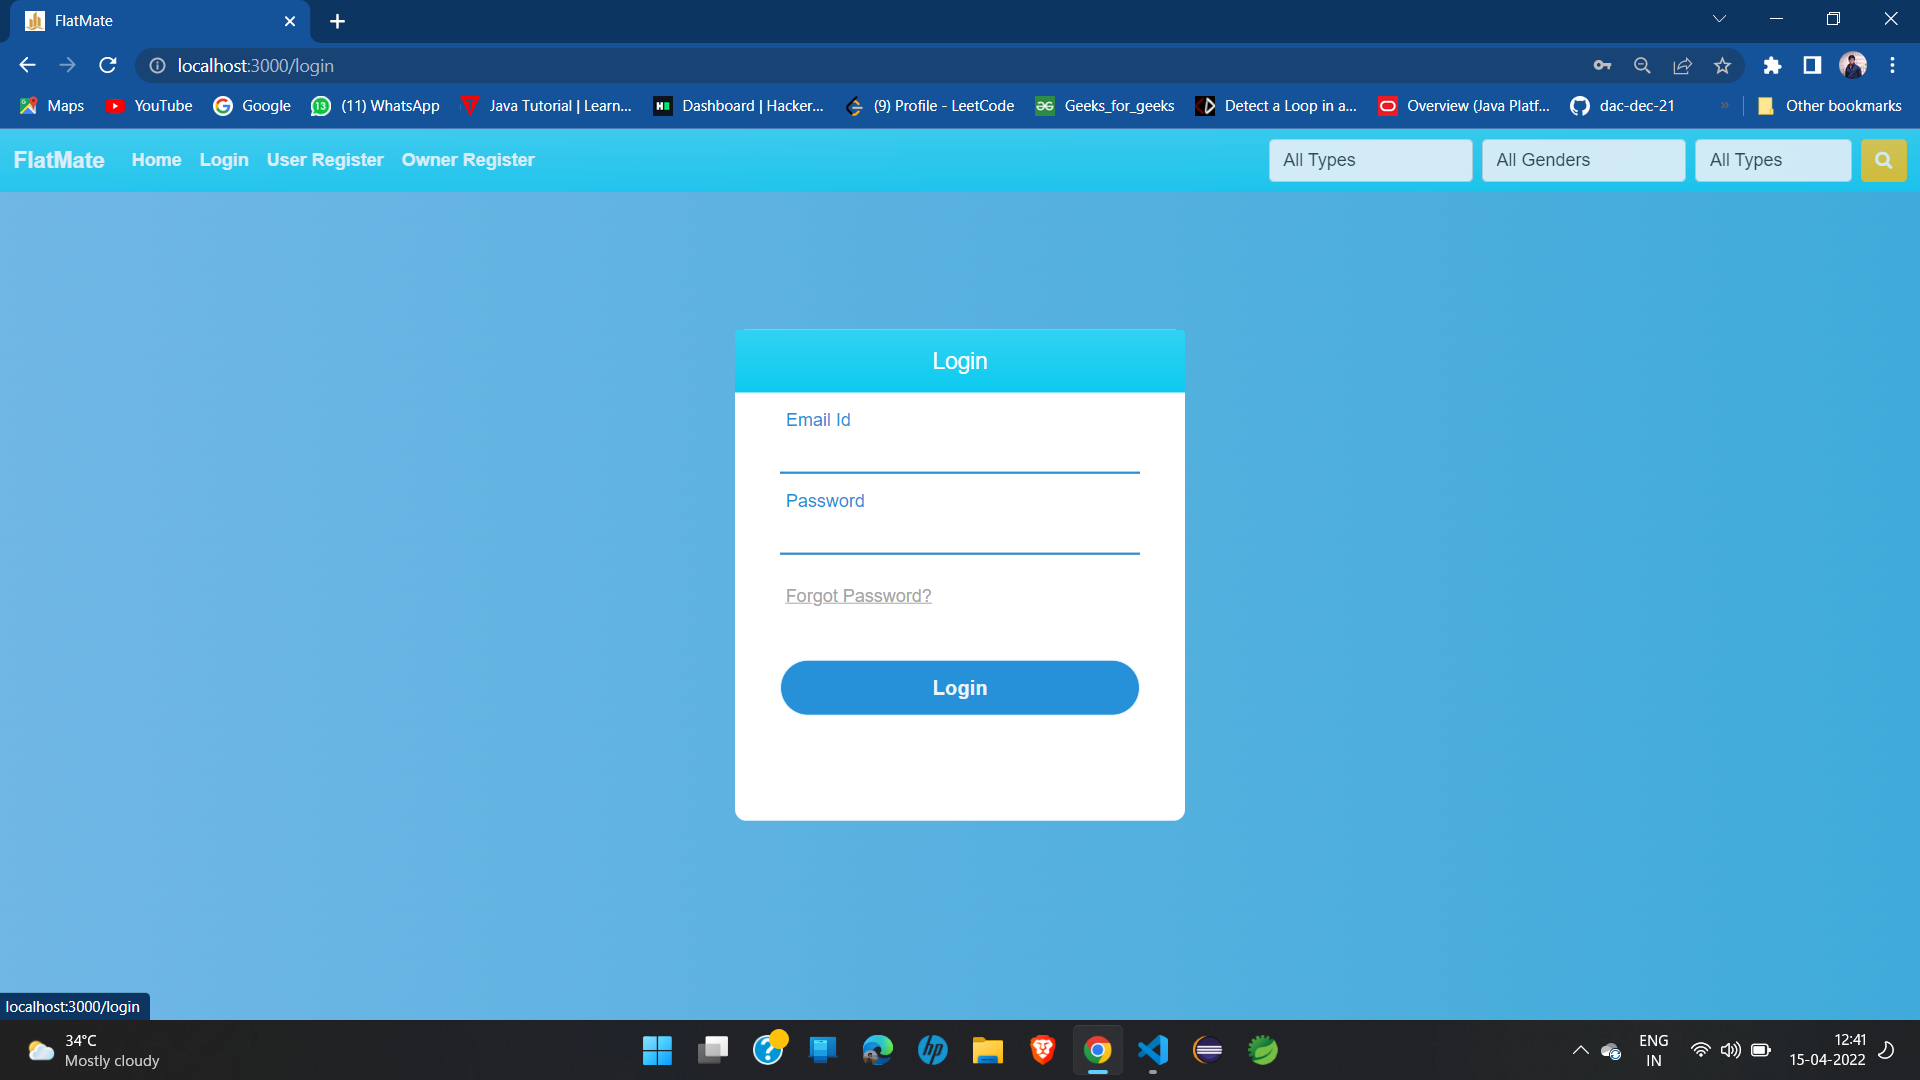 FlatMate
localhost:3000/login
Maps YouTube Google (11) WhatsApp Java Tutorial | Learn... Dashboard | Hacker... (9) Profile - LeetCode Geeks_for_geeks Detect a Loop in a... Overview (Java Platf... dac-dec-21 » Other bookmarks
FlatMate Home Login User Register Owner Register All Types All Genders All Types
Login
Email Id
Password
Forgot Password?
Login
localhost:3000/login
34°C
Mostly cloudy
ENG
IN
12:41
15-04-2022